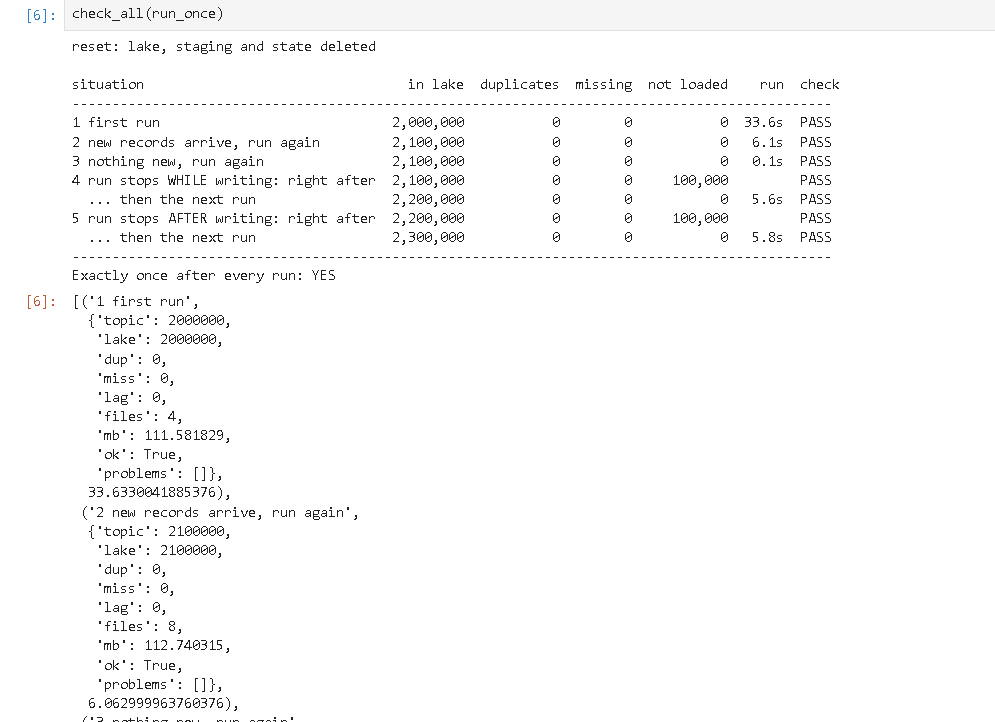 [6]: check_all(run_once)
reset: lake, staging and state deleted
situation in lake duplicates missing not loaded run check
------------------------------------------------------------------------------------------------
1 first run 2,000,000 0 0 0 33.6s PASS
2 new records arrive, run again 2,100,000 0 0 0 6.1s PASS
3 nothing new, run again 2,100,000 0 0 0 0.1s PASS
4 run stops WHILE writing: right after 2,100,000 0 0 100,000 PASS
... then the next run 2,200,000 0 0 0 5.6s PASS
5 run stops AFTER writing: right after 2,200,000 0 0 100,000 PASS
... then the next run 2,300,000 0 0 0 5.8s PASS
------------------------------------------------------------------------------------------------
Exactly once after every run: YES
[6]: [('1 first run',
{'topic': 2000000,
'lake': 2000000,
'dup': 0,
'miss': 0,
'lag': 0,
'files': 4,
'mb': 111.581829,
'ok': True,
'problems': []},
33.6330041885376),
('2 new records arrive, run again',
{'topic': 2100000,
'lake': 2100000,
'dup': 0,
'miss': 0,
'lag': 0,
'files': 8,
'mb': 112.740315,
'ok': True,
'problems': []},
6.062999963760376),
('3 nothing new, run again',